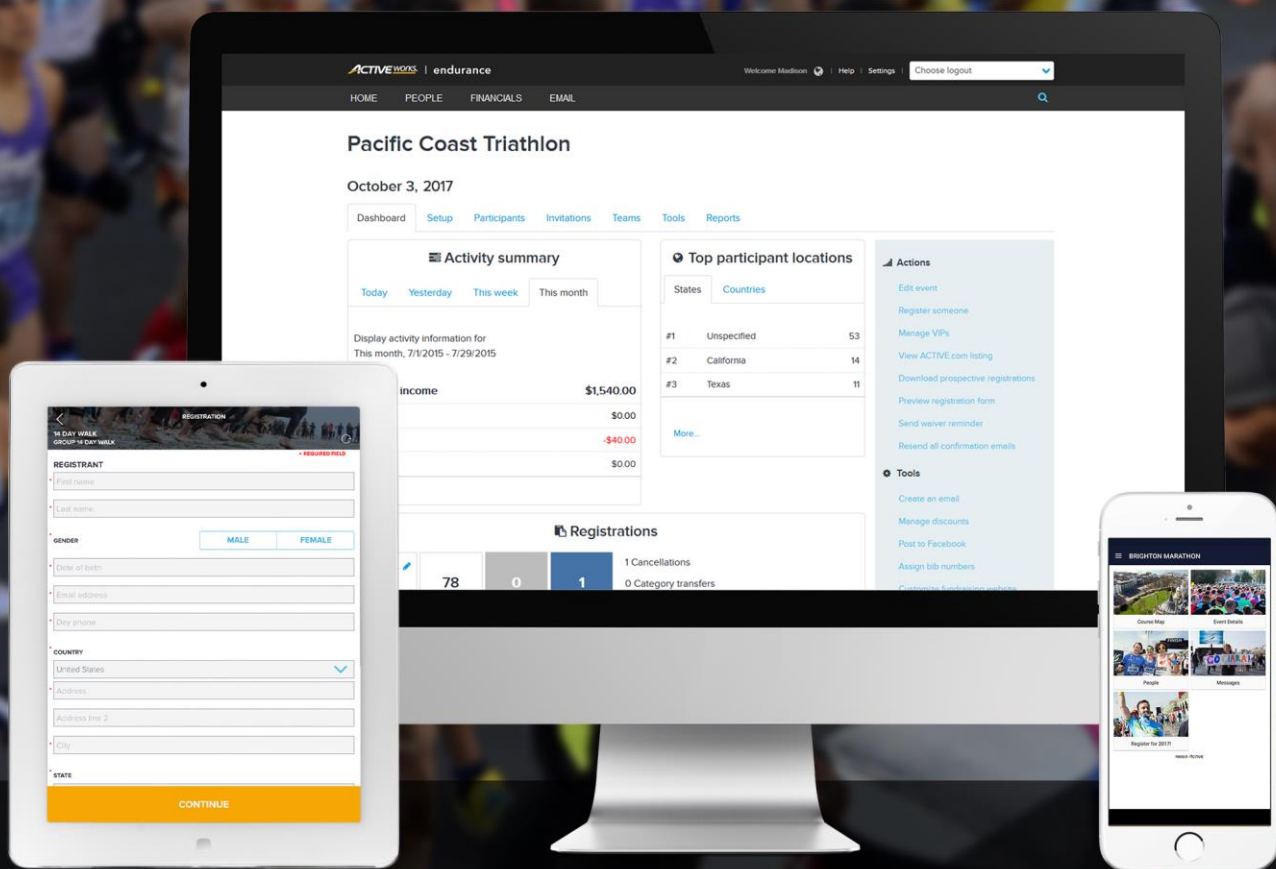 ACTIVEWORKS. | endurance
Welcome Madison | Help | Settings | Choose logout
HOME PEOPLE FINANCIALS EMAIL
Pacific Coast Triathlon
October 3, 2017
Dashboard Setup Participants Invitations Teams Tools Reports
Activity summary
Today Yesterday This week This month
Display activity information for
This month, 7/1/2015 - 7/29/2015
income $1,540.00
$0.00
-$40.00
$0.00
Top participant locations
States Countries
#1 Unspecified 53
#2 California 14
#3 Texas 11
More...
Actions
Edit event
Register someone
Manage VIPs
View ACTIVE.com listing
Download prospective registrations
Preview registration form
Send waiver reminder
Resend all confirmation emails
Tools
Create an email
Manage discounts
Post to Facebook
Assign bib numbers
Customize fundraising website
Registrations
78 0 1
1 Cancellations
0 Category transfers
REGISTRATION
14 DAY WALK
GROUP 14 DAY WALK
* REQUIRED FIELD
REGISTRANT
* First name
* Last name
* GENDER MALE FEMALE
* Date of birth
* Email address
* Day phone
* COUNTRY
United States
* Address
Address line 2
* City
* STATE
CONTINUE
BRIGHTON MARATHON
Course Map Event Details
People Messages
Register for 2017!